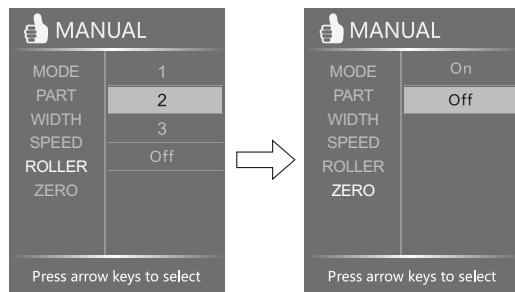 MANUAL
MODE
PART
WIDTH
SPEED
ROLLER
ZERO
1
2
3
Off
Press arrow keys to select
MANUAL
MODE
PART
WIDTH
SPEED
ROLLER
ZERO
On
Off
Press arrow keys to select